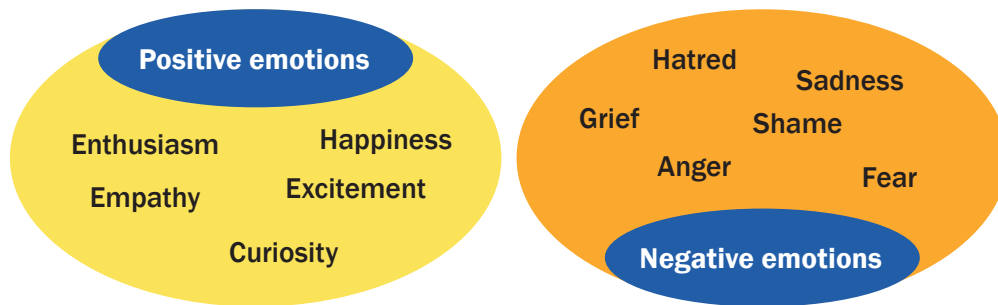 Positive emotions
Enthusiasm
Happiness
Empathy
Excitement
Curiosity
Hatred
Sadness
Grief
Shame
Anger
Fear
Negative emotions